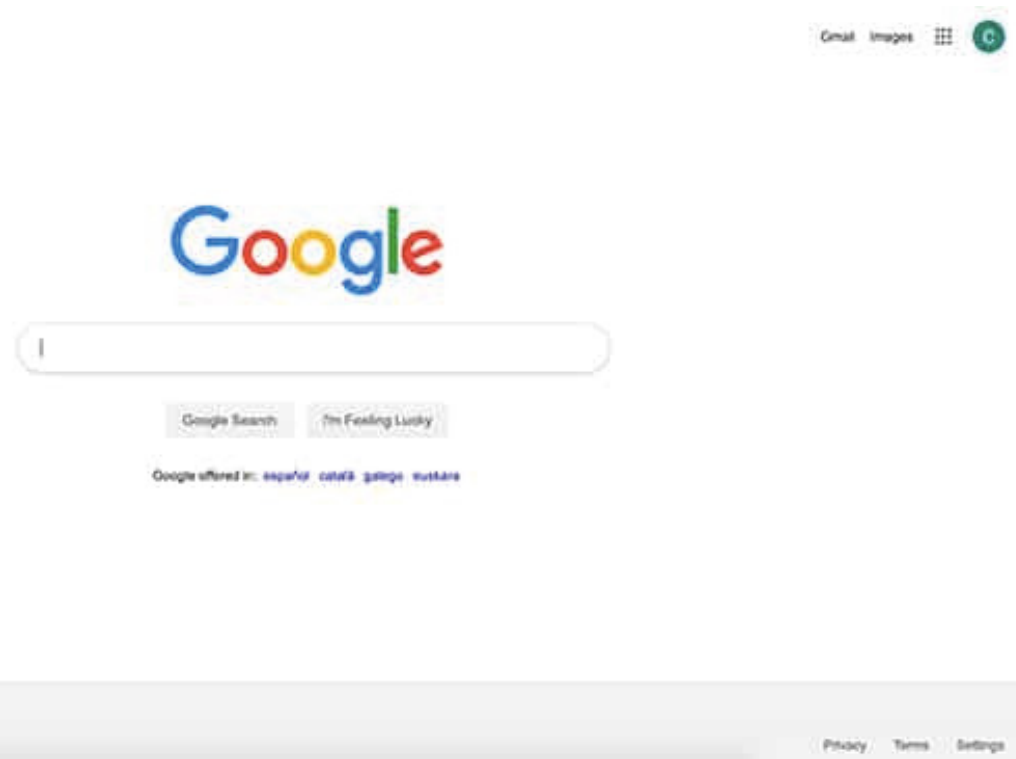 Gmail Images
C
Google
Google Search I'm Feeling Lucky
Google offered in: español català galego euskara
Privacy Terms Settings